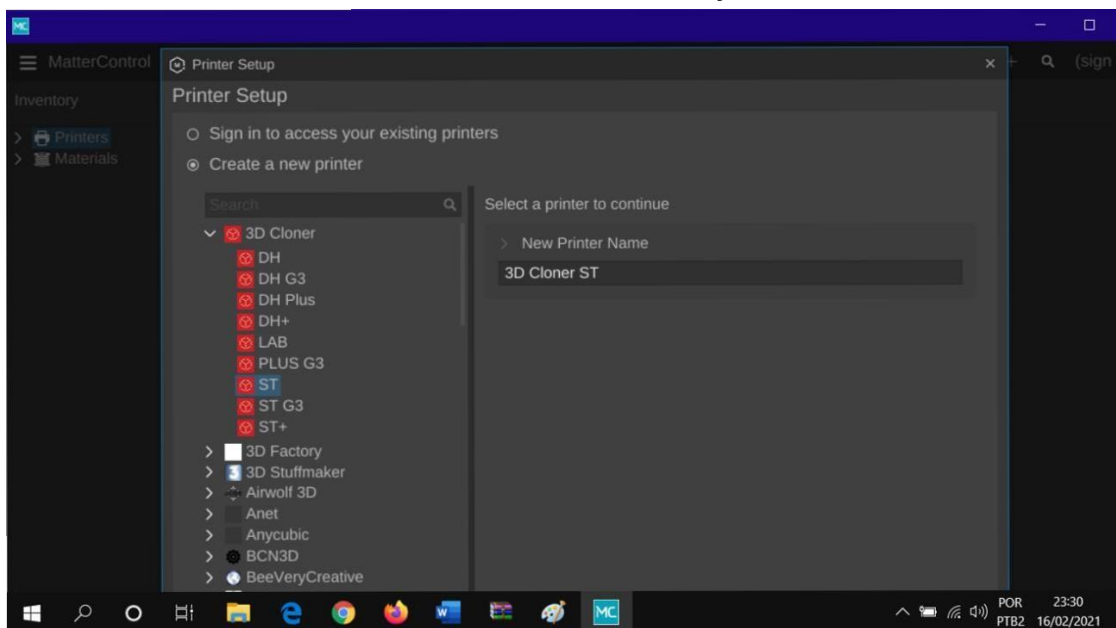 MC
MatterControl
Printer Setup
(sign
Inventory
Printer Setup
Printers
Materials
Sign in to access your existing printers
Create a new printer
Search
Select a printer to continue
3D Cloner
New Printer Name
DH
3D Cloner ST
DH G3
DH Plus
DH+
LAB
PLUS G3
ST
ST G3
ST+
3D Factory
3D Stuffmaker
Airwolf 3D
Anet
Anycubic
BCN3D
BeeVeryCreative
MC
POR
PTB2
23:30
16/02/2021